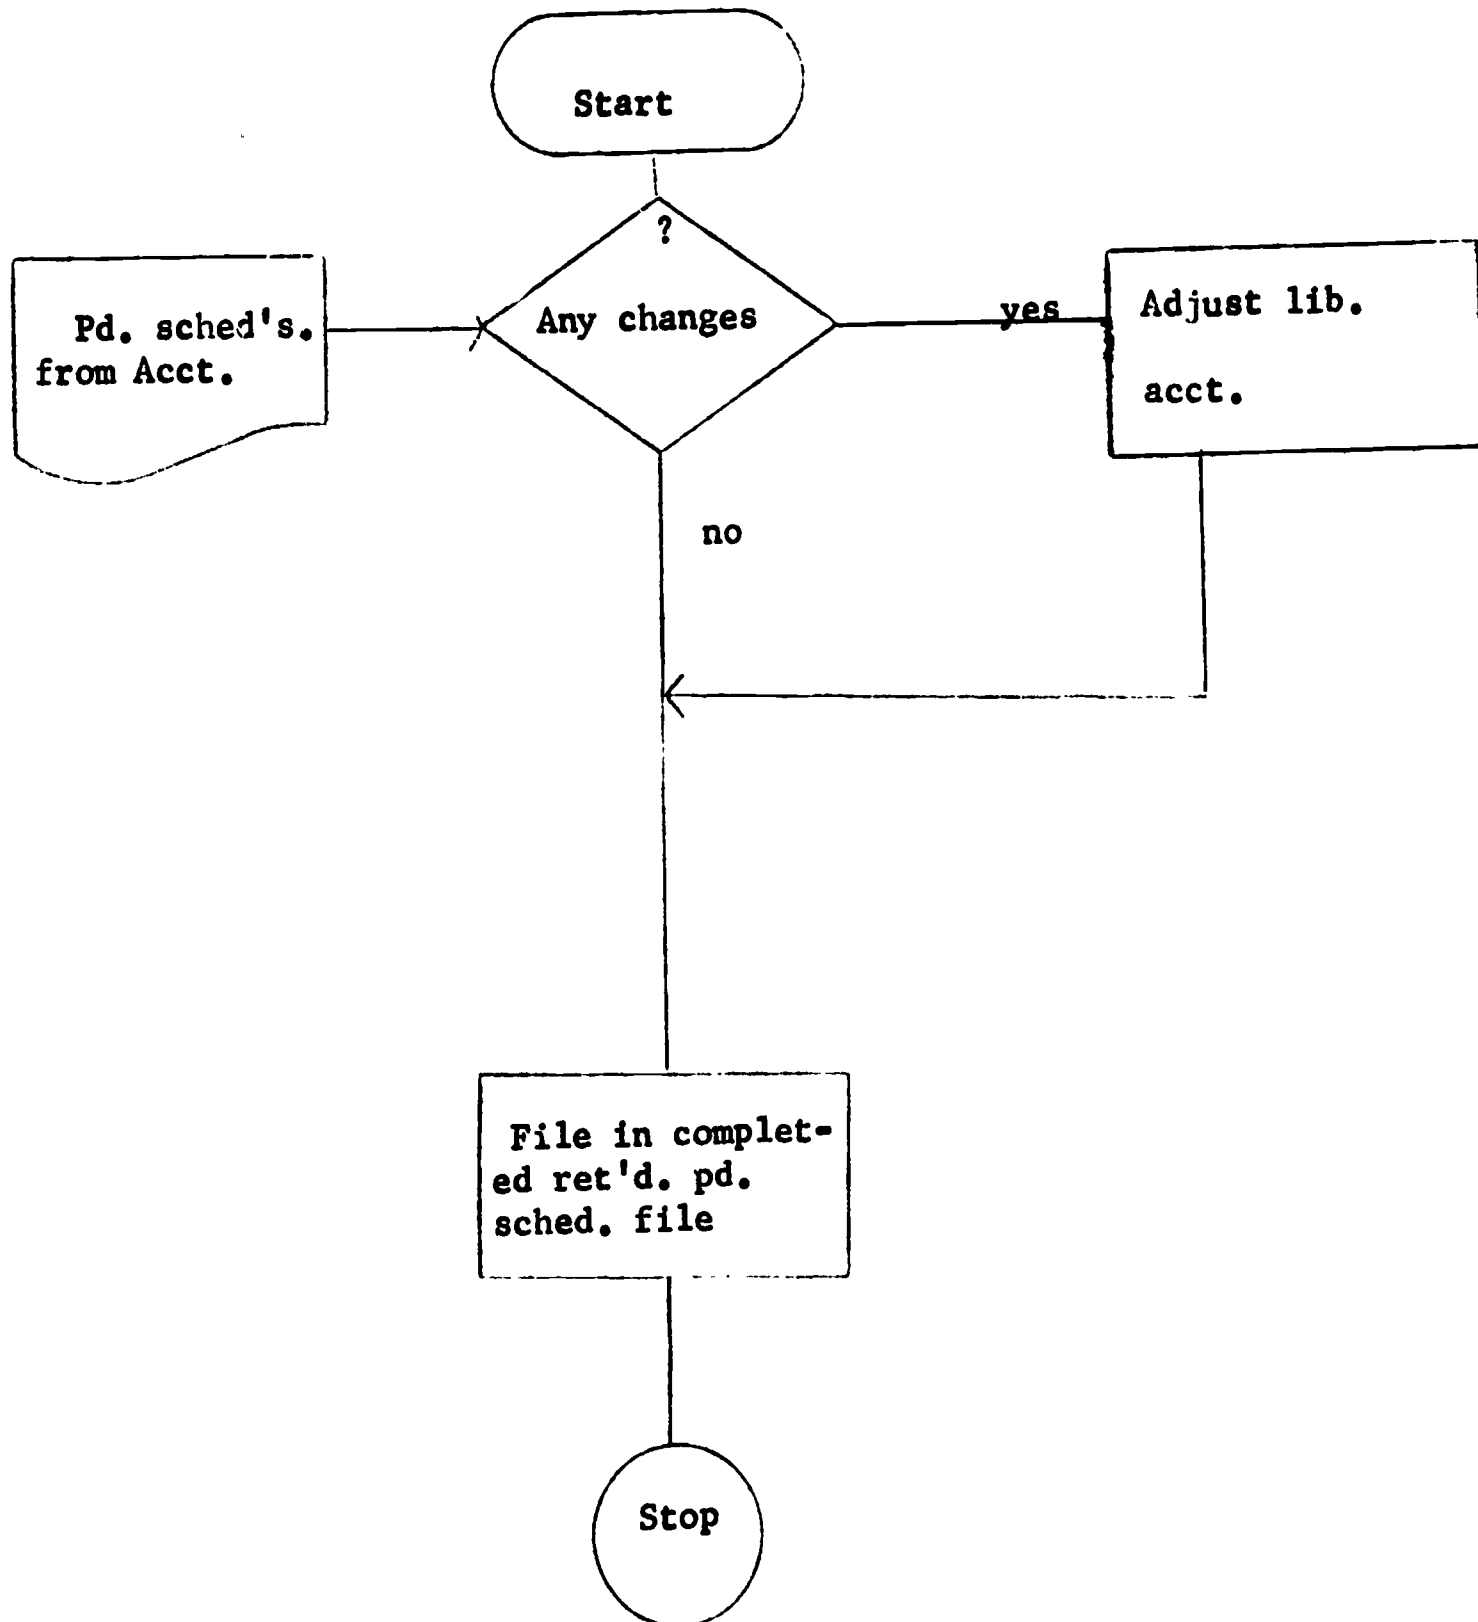 Start
?
Any changes
Pd. sched's.
from Acct.
yes
Adjust lib.
acct.
no
File in complet-
ed ret'd. pd.
sched. file
Stop